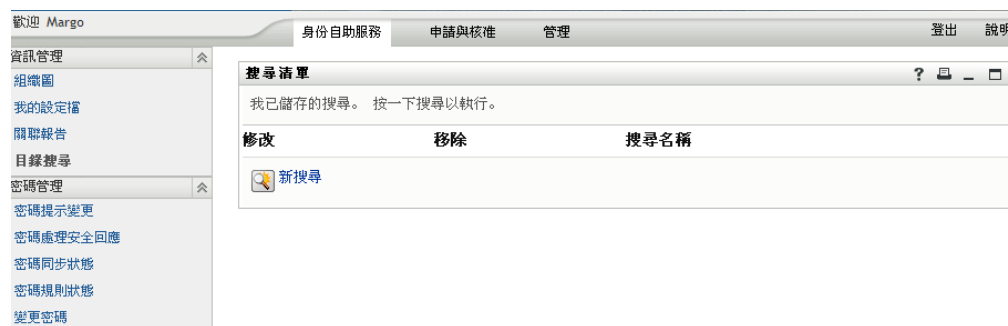 歡迎 Margo
身份自助服務 申請與核准 管理 登出 說明
資訊管理
組織圖
我的設定檔
關聯報告
目錄搜尋
密碼管理
密碼提示變更
密碼處理安全回應
密碼同步狀態
密碼規則狀態
變更密碼
搜尋清單
我已儲存的搜尋。 按一下搜尋以執行。
修改 移除 搜尋名稱
新搜尋